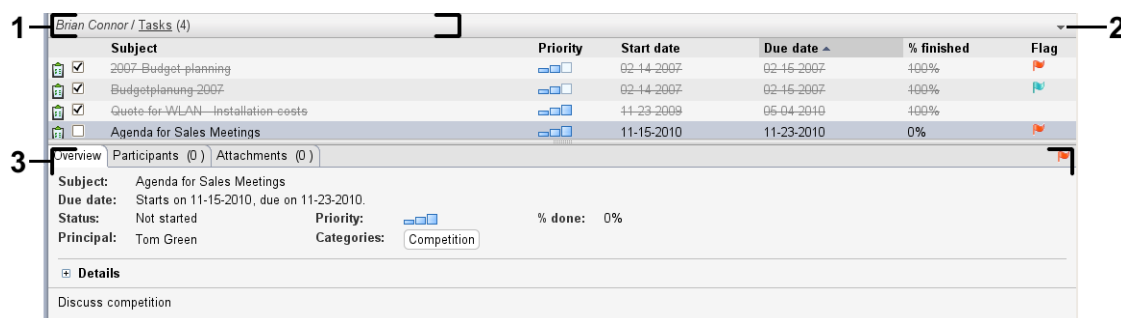 1 Brian Connor / Tasks (4) 2
Subject Priority Start date Due date % finished Flag
2007 Budget planning 02-14-2007 02-15-2007 100%
Budgetplanung 2007 02-14-2007 02-15-2007 100%
Quote for WLAN - Installation costs 11-23-2009 05-04-2010 100%
Agenda for Sales Meetings 11-15-2010 11-23-2010 0%
3 Overview Participants (0) Attachments (0)
Subject: Agenda for Sales Meetings
Due date: Starts on 11-15-2010, due on 11-23-2010.
Status: Not started Priority: % done: 0%
Principal: Tom Green Categories: Competition
Details
Discuss competition